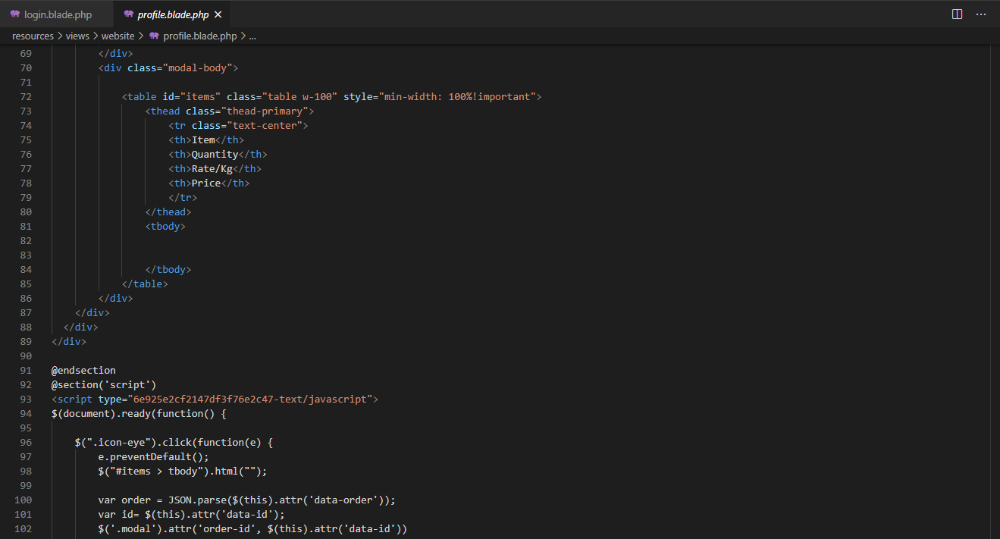 login.blade.php profile.blade.php
resources > views > website > profile.blade.php > ...
69 </div>
70 <div class="modal-body">
71
72 <table id="items" class="table w-100" style="min-width: 100%!important">
73 <thead class="thead-primary">
74 <tr class="text-center">
75 <th>Item</th>
76 <th>Quantity</th>
77 <th>Rate/Kg</th>
78 <th>Price</th>
79 </tr>
80 </thead>
81 <tbody>
82
83
84 </tbody>
85 </table>
86 </div>
87 </div>
88 </div>
89 </div>
90
91 @endsection
92 @section('script')
93 <script type="6e925e2cf2147df3f76e2c47-text/javascript">
94 $(document).ready(function() {
95
96 $(".icon-eye").click(function(e) {
97 e.preventDefault();
98 $("#items > tbody").html("");
99
100 var order = JSON.parse($(this).attr('data-order'));
101 var id= $(this).attr('data-id');
102 $('.modal').attr('order-id', $(this).attr('data-id'))